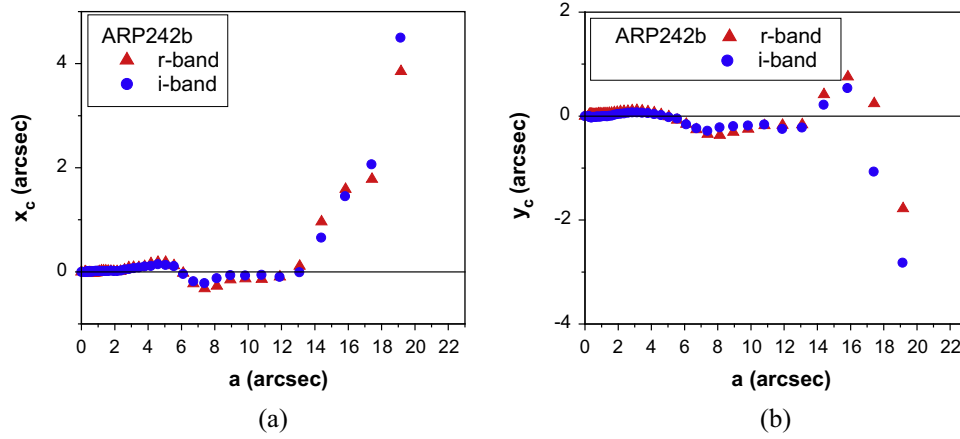 ARP242b
r-band
i-band
x_c (arcsec)
4
2
0
0 2 4 6 8 10 12 14 16 18 20 22
a (arcsec)
(a)
ARP242b
r-band
i-band
y_c (arcsec)
2
0
-2
-4
0 2 4 6 8 10 12 14 16 18 20 22
a (arcsec)
(b)